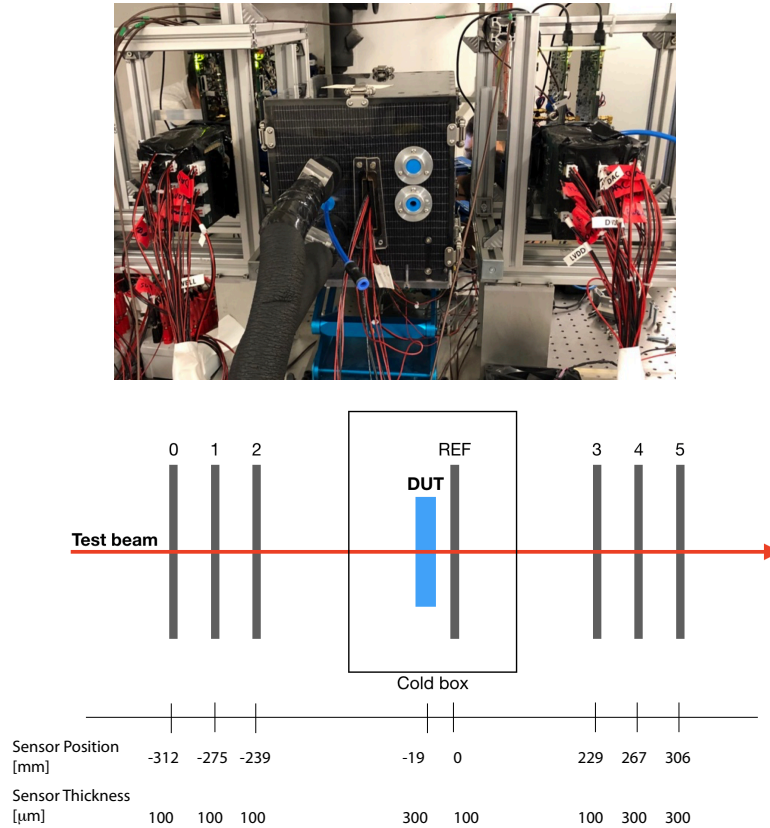 DAC
LVDD
0 1 2 REF 3 4 5
DUT
Test beam
Cold box
Sensor Position
[mm]
-312 -275 -239 -19 0 229 267 306
Sensor Thickness
[μm]
100 100 100 300 100 100 300 300